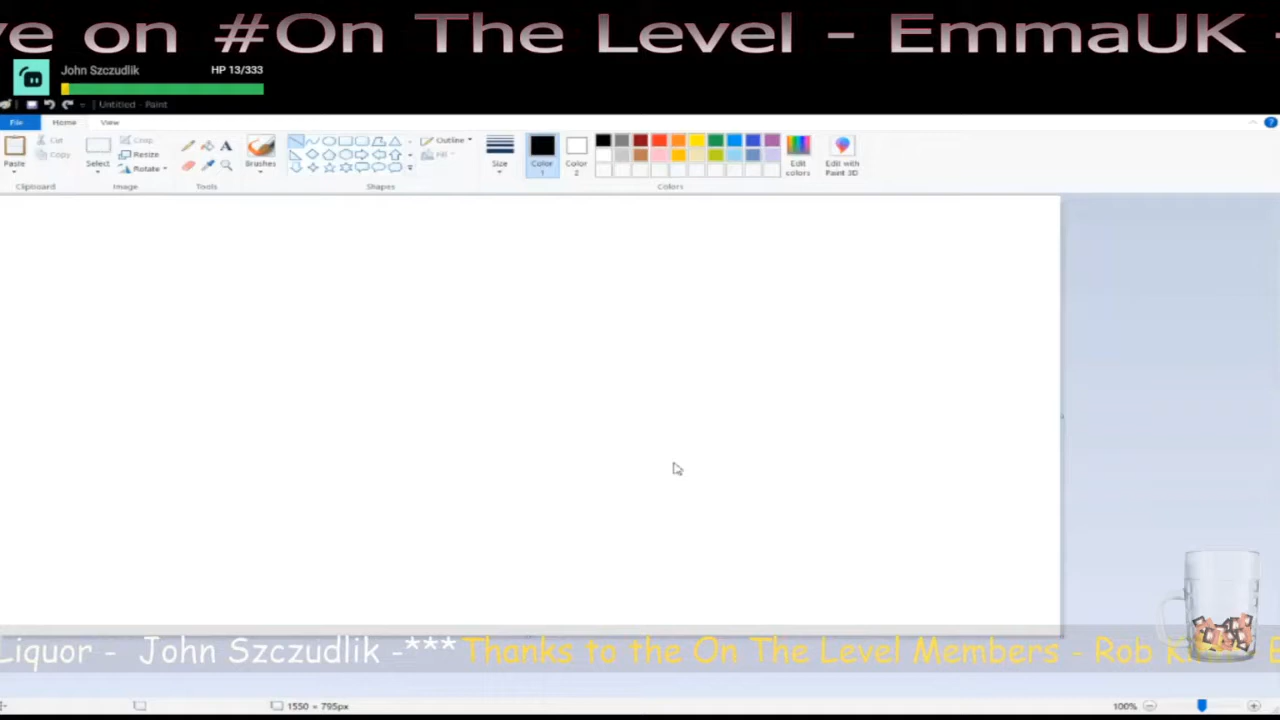 ve on #On The Level - EmmaUK -
John Szczudlik HP 13/333
Untitled - Paint
File Home View
Paste Cut Copy
Clipboard
Select Crop Resize Rotate
Image
Tools
Brushes
Shapes
Outline Fill
Size
Color 1
Color 2
Colors
Edit colors
Edit with Paint 3D
Liquor - John Szczudlik -*** Thanks to the On The Level Members - Rob
1550 × 795px 100%